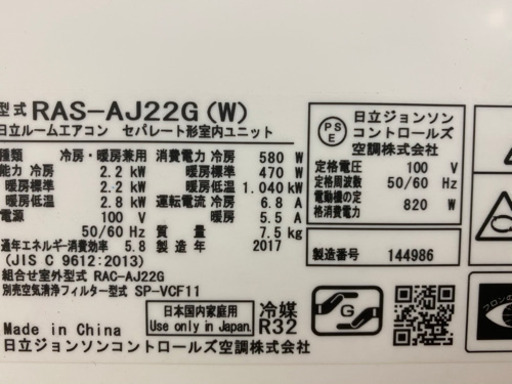 型式 RAS-AJ22G (W)
日立ルームエアコン セパレート形室内ユニット
種類 冷房・暖房兼用
能力 冷房 2.2 kW
暖房標準 2.2 kW
暖房低温 2.8 kW
電源 100 V
50/60 Hz
消費電力 冷房 580 W
暖房標準 470 W
暖房低温 1.040 kW
運転電流 冷房 6.8 A
暖房 5.5 A
質量 7.5 kg
通年エネルギー消費効率 5.8 製造年 2017
(JIS C 9612:2013)
組合せ室外型式 RAC-AJ22G
別売空気清浄フィルター型式 SP-VCF11
Made in China
日本国内家庭用
Use only in Japan.
冷媒
R32
日立ジョンソンコントロールズ空調株式会社
PS
E
日立ジョンソン
コントロールズ
空調株式会社
定格電圧 100 V
定格周波数 50/60 Hz
電動機の定
格消費電力 820 W
製造番号 144986
G